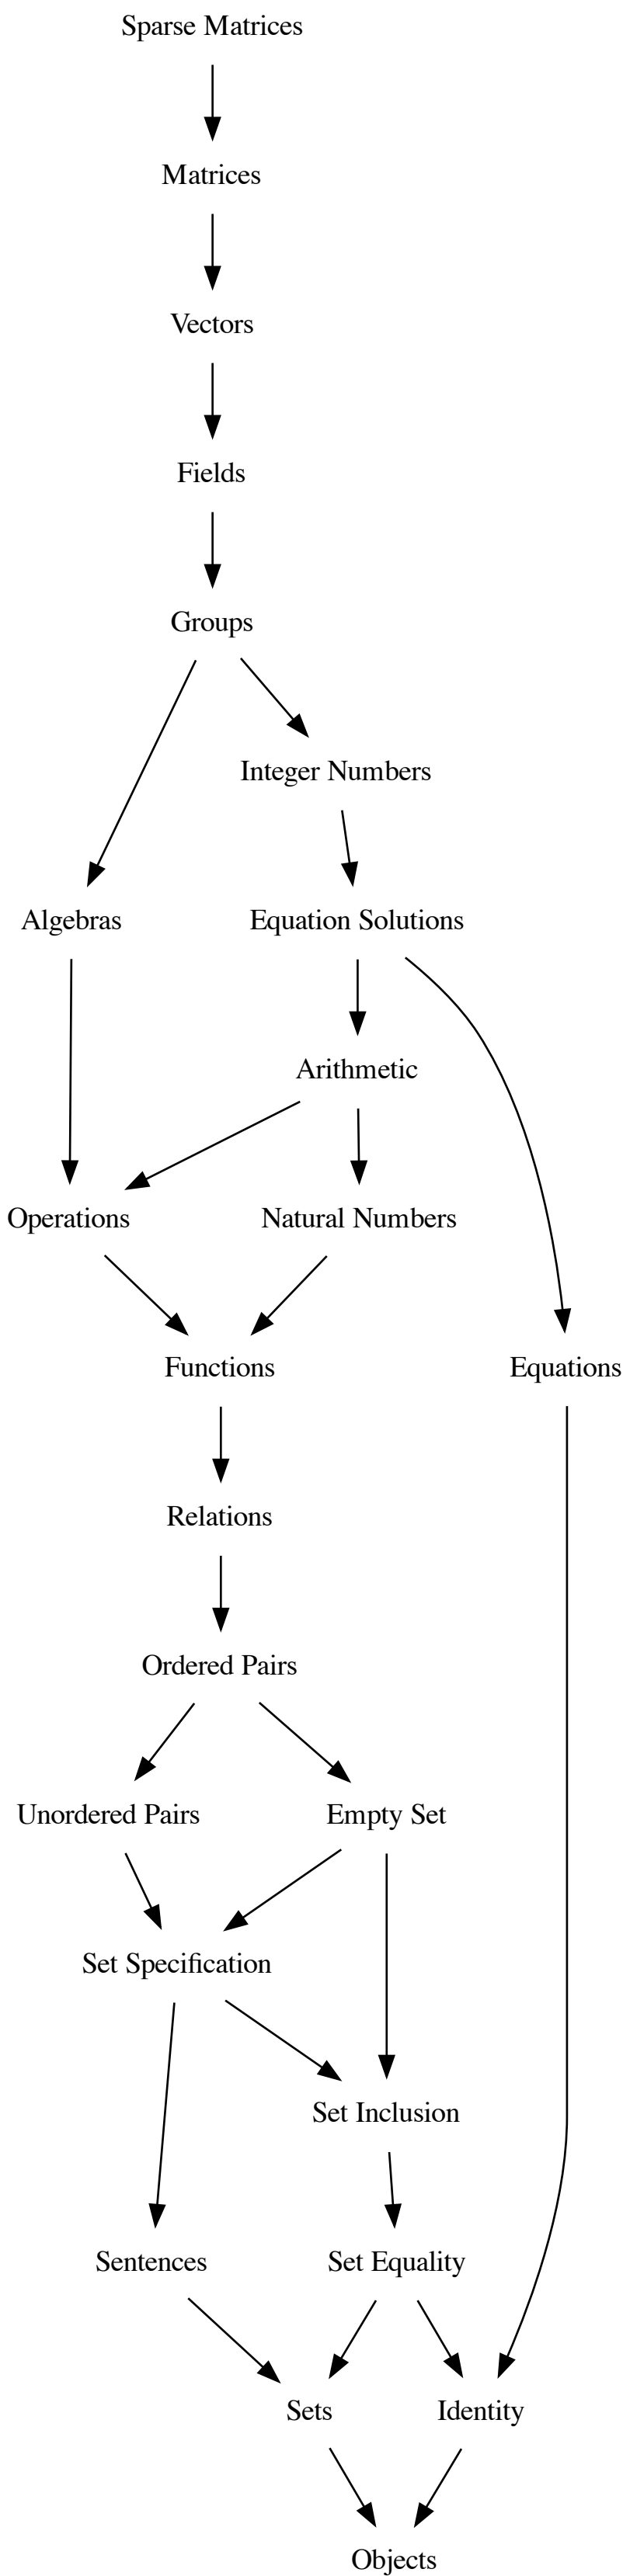 Sparse Matrices
Matrices
Vectors
Fields
Groups
Integer Numbers
Algebras
Equation Solutions
Arithmetic
Operations
Natural Numbers
Functions
Equations
Relations
Ordered Pairs
Unordered Pairs
Empty Set
Set Specification
Set Inclusion
Sentences
Set Equality
Sets
Identity
Objects